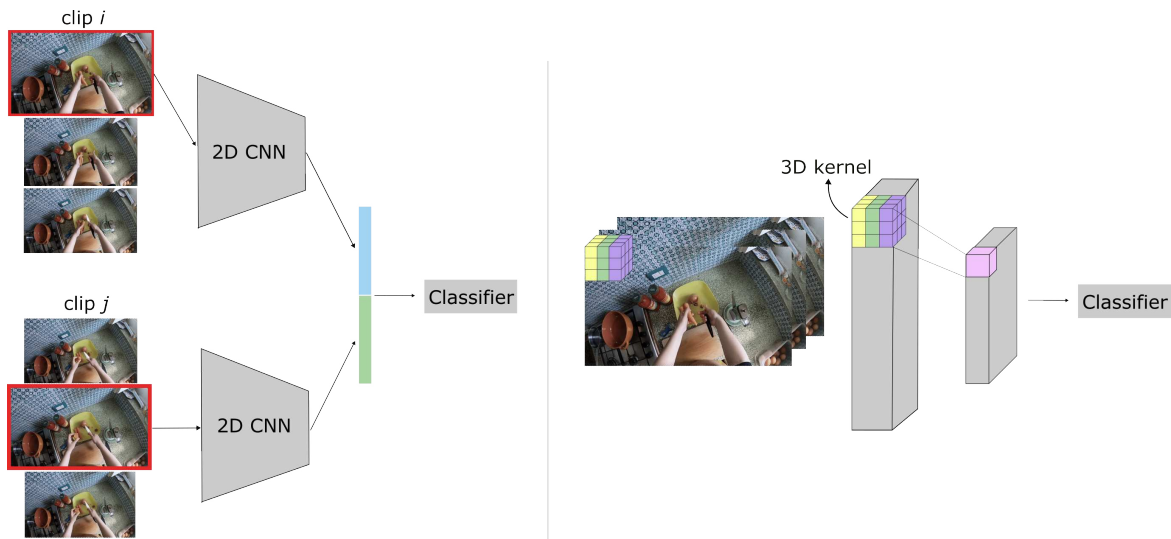 clip i
2D CNN
clip j
2D CNN
Classifier
3D kernel
Classifier